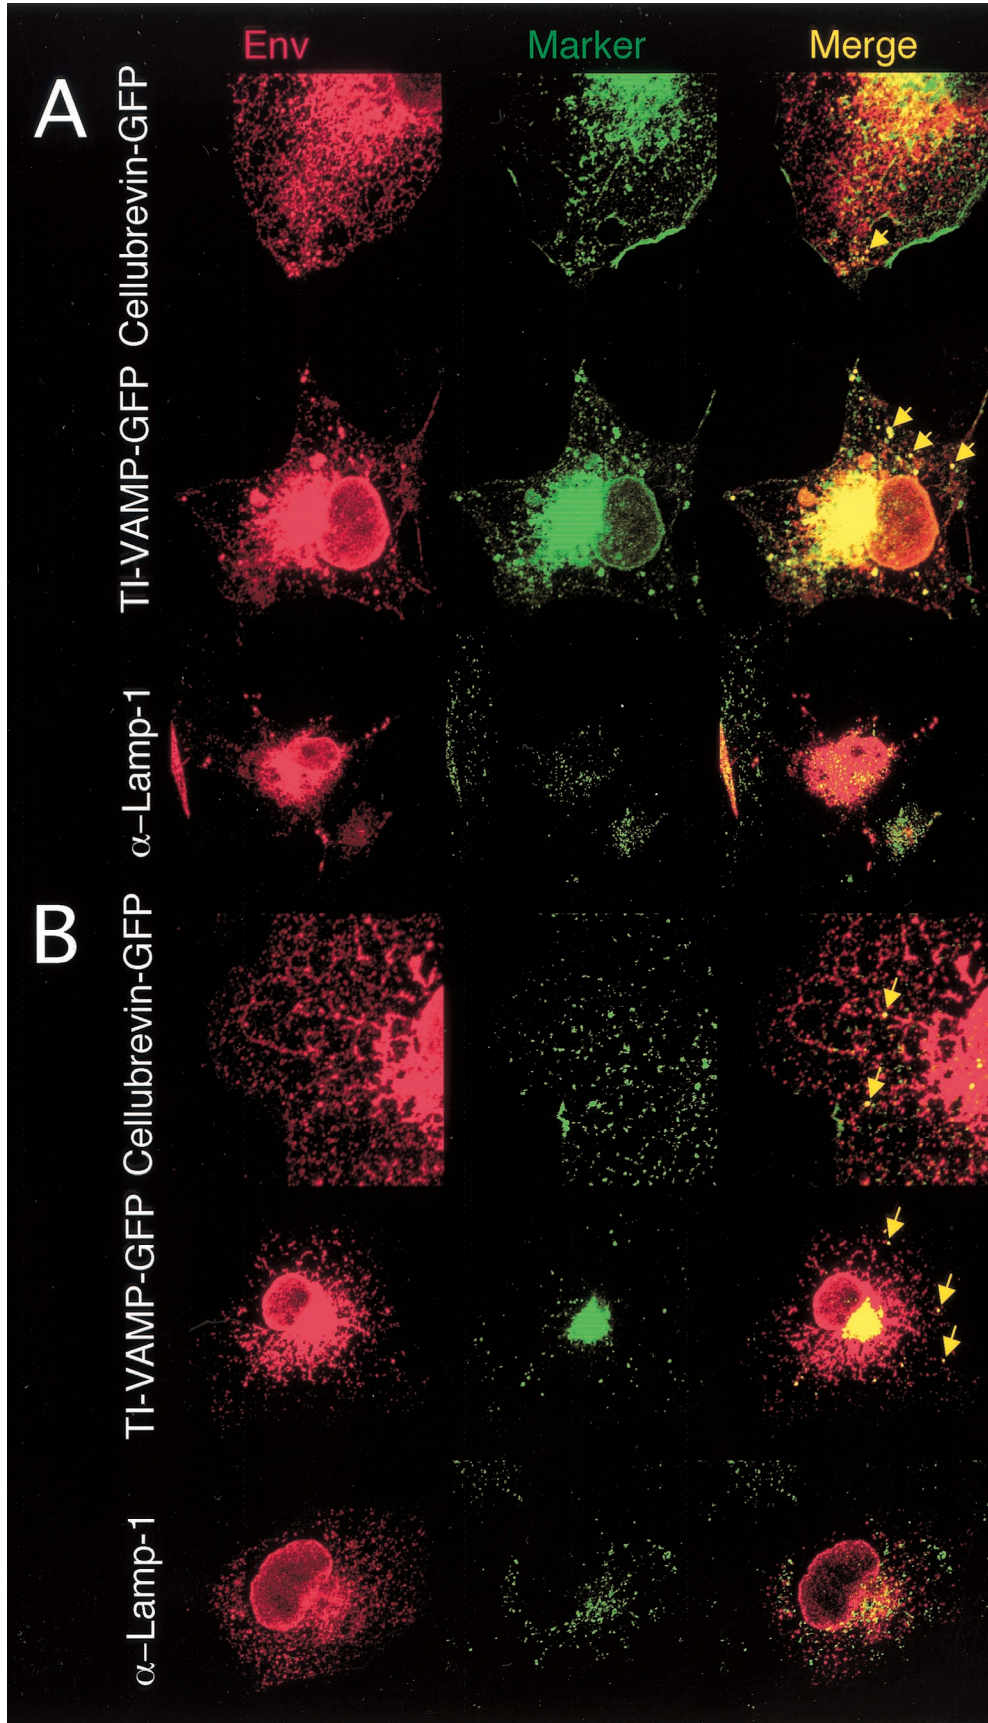 Env Marker Merge
A
Cellubrevin-GFP
TI-VAMP-GFP
α–Lamp-1
B
Cellubrevin-GFP
TI-VAMP-GFP
α–Lamp-1